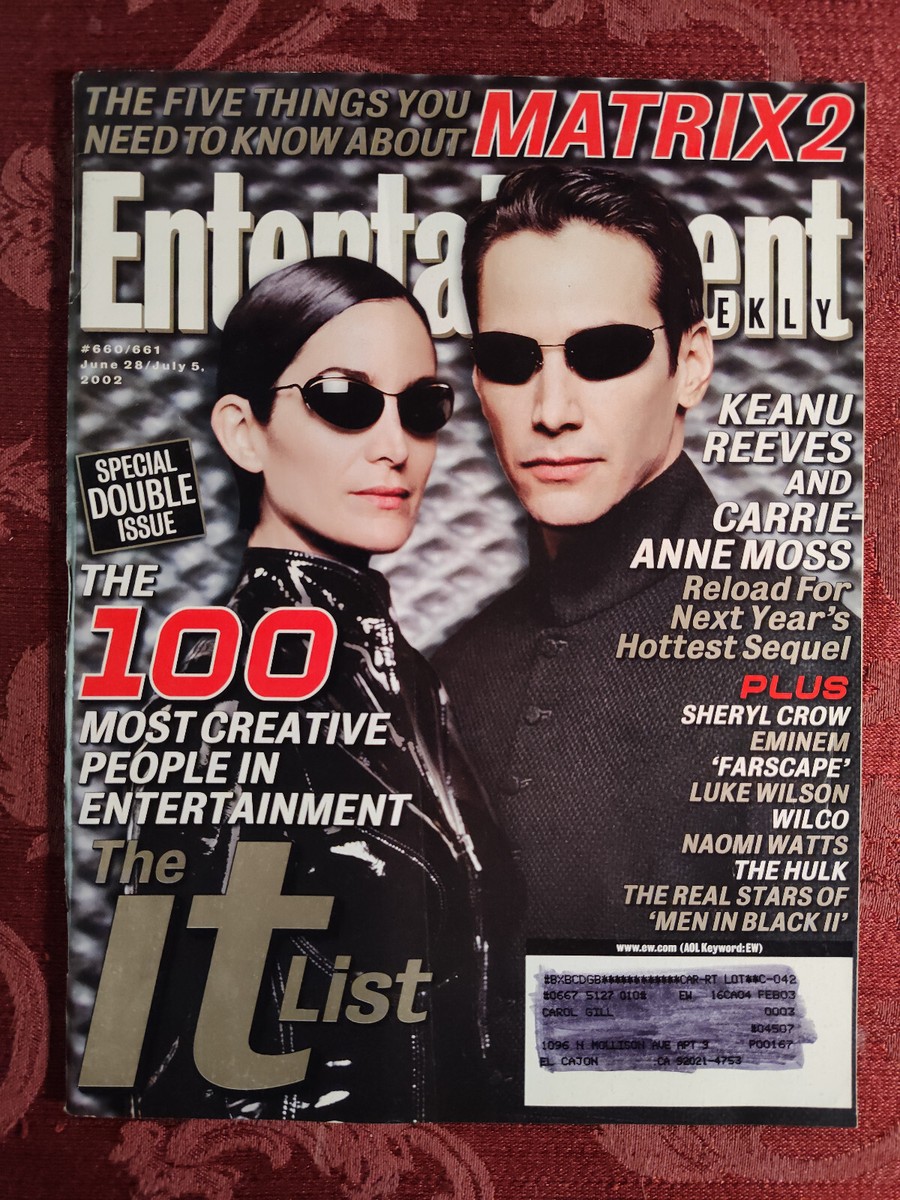 THE FIVE THINGS YOU
NEED TO KNOW ABOUT MATRIX2
Enterta ent
EKLY
#660/661
June 28/July 5,
2002
KEANU
REEVES
AND
CARRIE-
ANNE MOSS
Reload For
Next Year's
Hottest Sequel
SPECIAL
DOUBLE
ISSUE
THE
100
MOST CREATIVE
PEOPLE IN
ENTERTAINMENT
The
It
List
PLUS
SHERYL CROW
EMINEM
'FARSCAPE'
LUKE WILSON
WILCO
NAOMI WATTS
THE HULK
THE REAL STARS OF
'MEN IN BLACK II'
www.ew.com (AOL Keyword: EW)